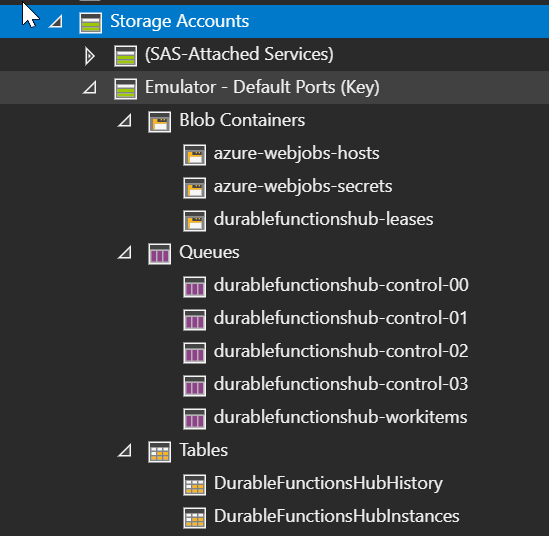 Storage Accounts
(SAS-Attached Services)
Emulator - Default Ports (Key)
Blob Containers
azure-webjobs-hosts
azure-webjobs-secrets
durablefunctionshub-leases
Queues
durablefunctionshub-control-00
durablefunctionshub-control-01
durablefunctionshub-control-02
durablefunctionshub-control-03
durablefunctionshub-workitems
Tables
DurableFunctionsHubHistory
DurableFunctionsHubInstances